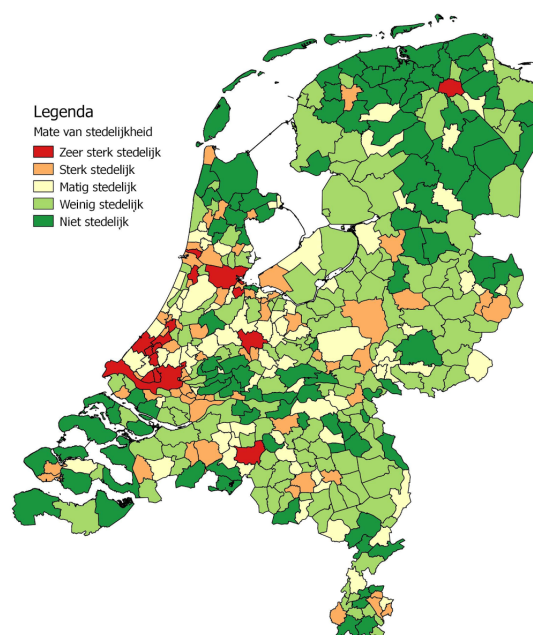 Legenda
Mate van stedelijkheid
Zeer sterk stedelijk
Sterk stedelijk
Matig stedelijk
Weinig stedelijk
Niet stedelijk